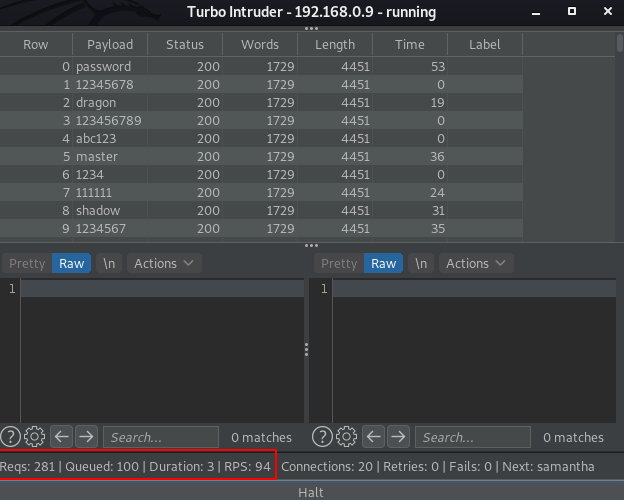 Turbo Intruder - 192.168.0.9 - running
Row Payload Status Words Length Time Label
0 password 200 1729 4451 53
1 12345678 200 1729 4451 0
2 dragon 200 1729 4451 19
3 123456789 200 1729 4451 0
4 abc123 200 1729 4451 0
5 master 200 1729 4451 36
6 1234 200 1729 4451 0
7 111111 200 1729 4451 24
8 shadow 200 1729 4451 31
9 1234567 200 1729 4451 35
Pretty Raw \n Actions Pretty Raw \n Actions
1 1
? Search... 0 matches ? Search... 0 matches
Reqs: 281 | Queued: 100 | Duration: 3 | RPS: 94 Connections: 20 | Retries: 0 | Fails: 0 | Next: samantha
Halt